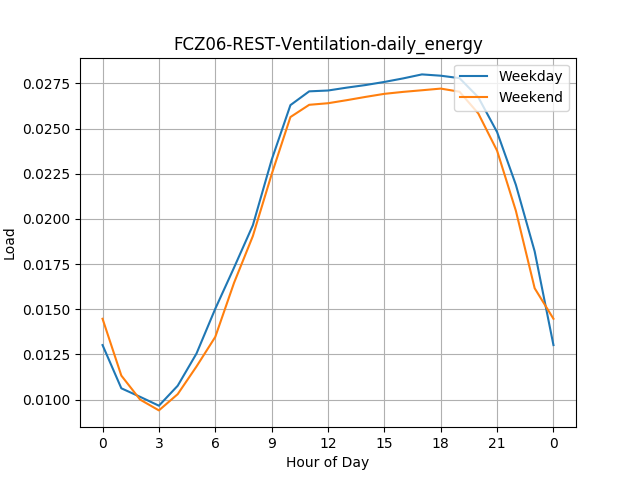 FCZ06-REST-Ventilation-daily_energy
Weekday
Weekend
Load
0.0275
0.0250
0.0225
0.0200
0.0175
0.0150
0.0125
0.0100
0 3 6 9 12 15 18 21 0
Hour of Day